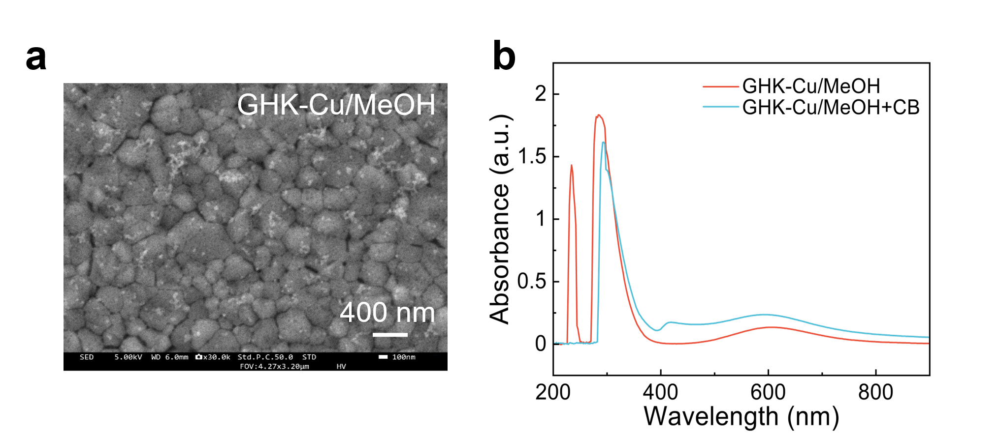 a
GHK-Cu/MeOH
400 nm
SED 5.00kV WD 6.0mm x30.0k Std.P.C.50.0 STD 100nm
FOV:4.27x3.20µm HV
b
GHK-Cu/MeOH
GHK-Cu/MeOH+CB
Absorbance (a.u.)
2
1.5
1
0.5
0
200 400 600 800
Wavelength (nm)